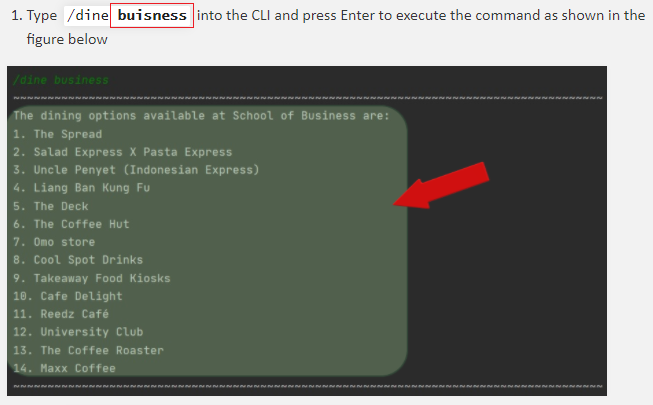 1. Type /dine buisness into the CLI and press Enter to execute the command as shown in the
figure below
/dine business
The dining options available at School of Business are:
1. The Spread
2. Salad Express X Pasta Express
3. Uncle Penyet (Indonesian Express)
4. Liang Ban Kung Fu
5. The Deck
6. The Coffee Hut
7. Omo store
8. Cool Spot Drinks
9. Takeaway Food Kiosks
10. Cafe Delight
11. Reedz Café
12. University Club
13. The Coffee Roaster
14. Maxx Coffee